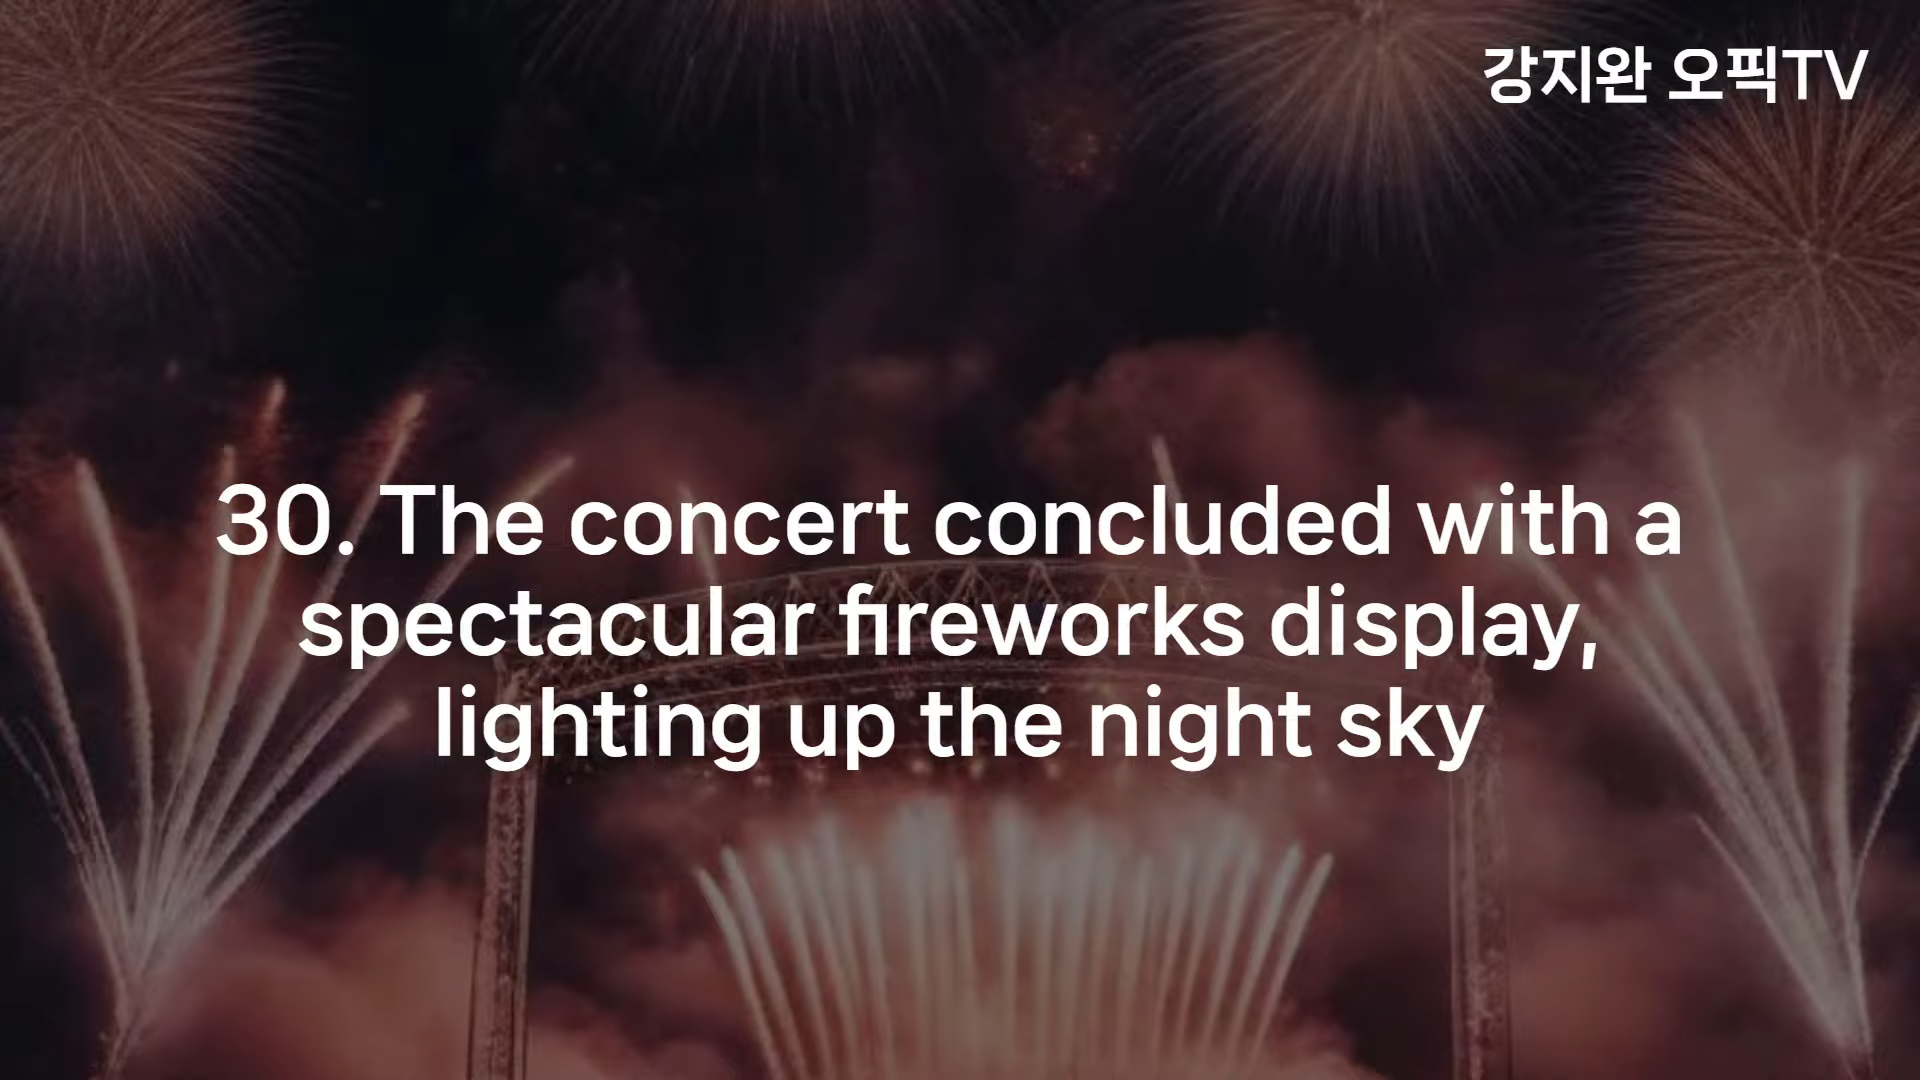 강지완 오픽TV
30. The concert concluded with a
spectacular fireworks display,
lighting up the night sky